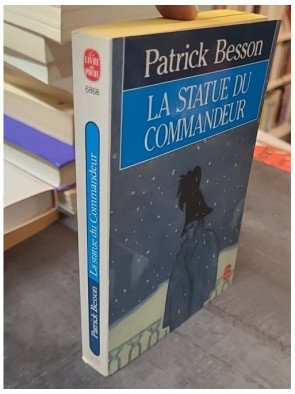 Patrick Besson
LA STATUE DU
COMMANDEUR
LE LIVRE
DE
POCHE
6868
Patrick Besson La statue du Commandeur